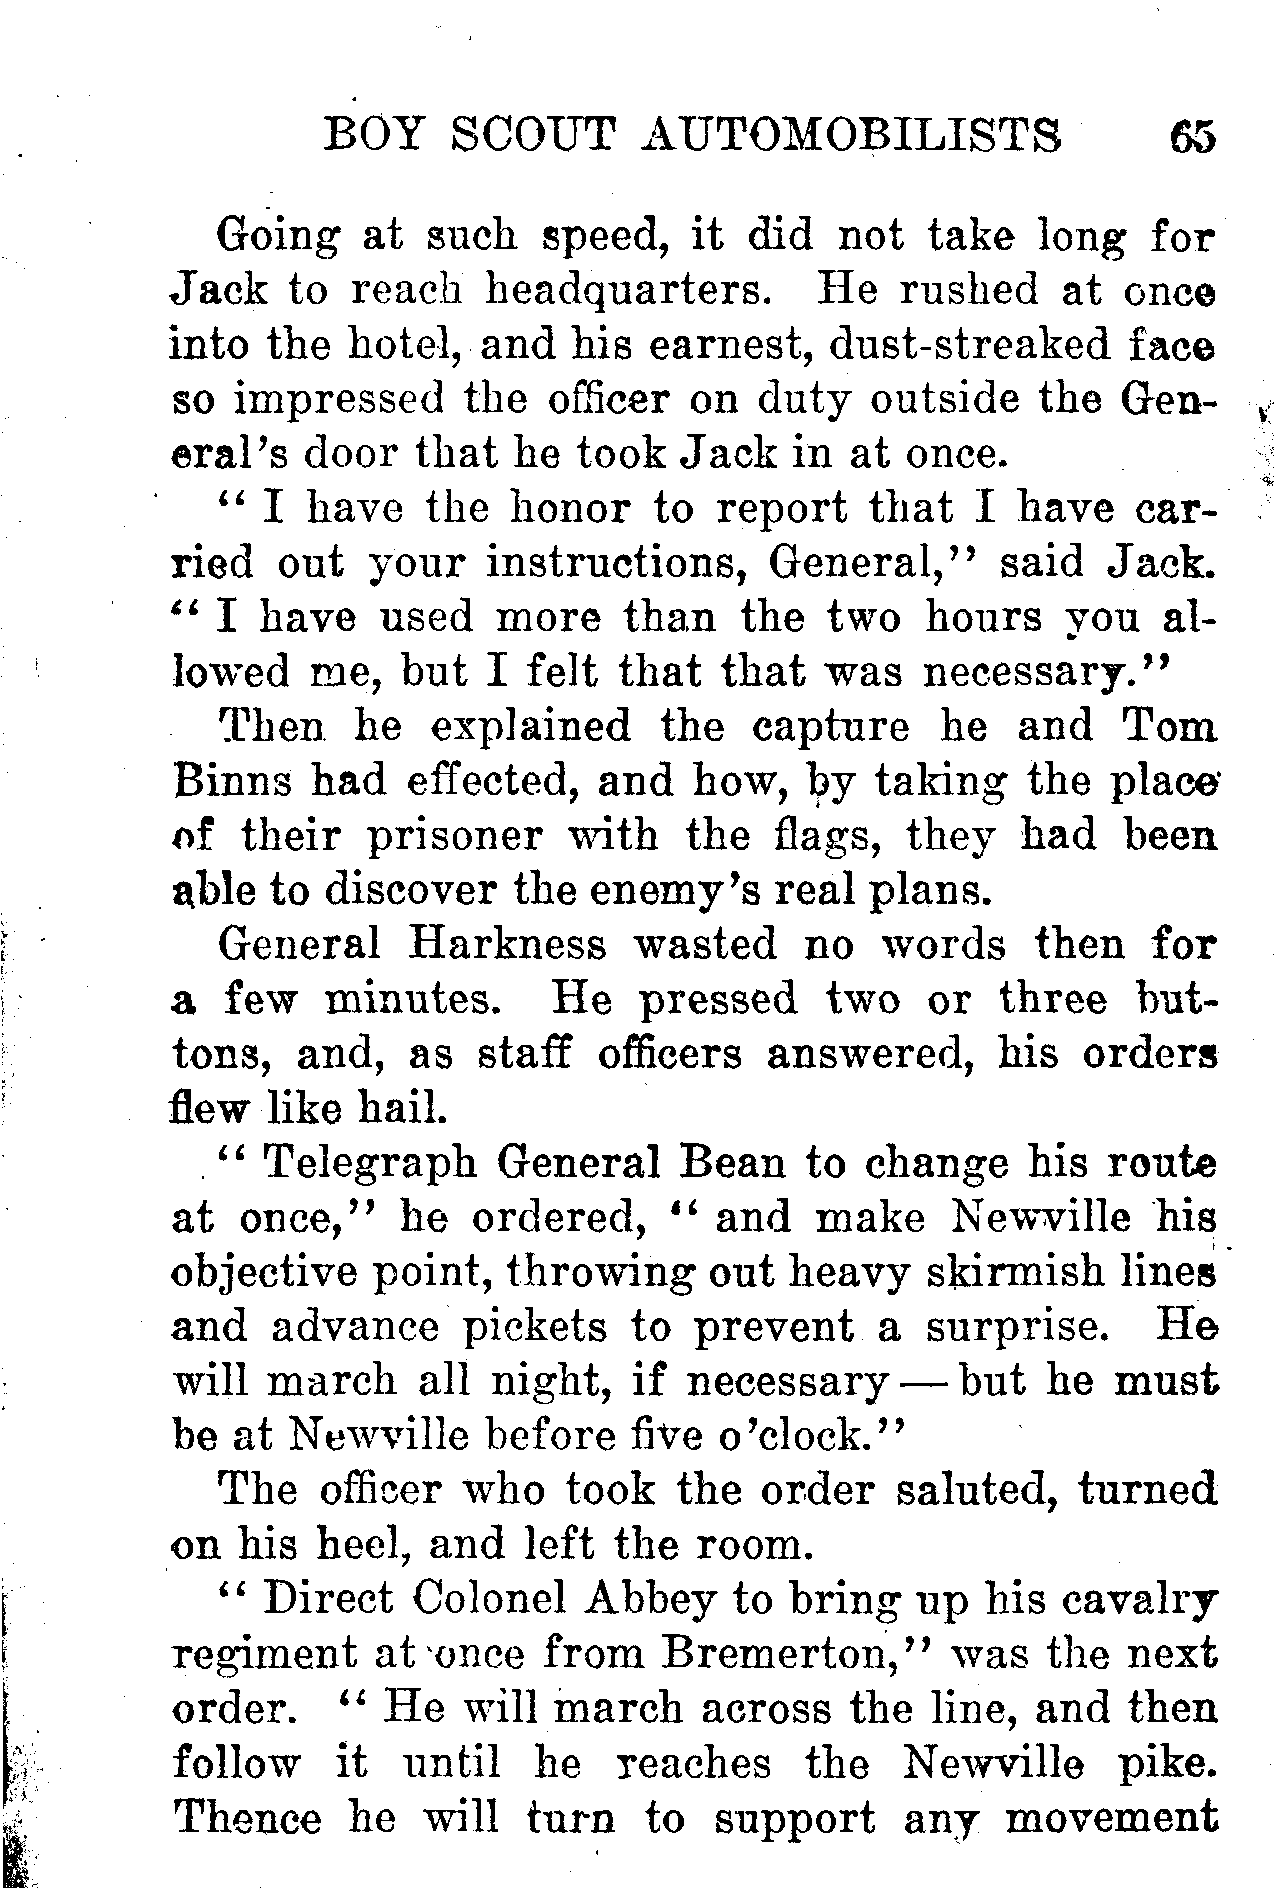 BOY SCOUT AUTOMOBILISTS 65
Going at such speed, it did not take long for
Jack to reach headquarters. He rushed at once
into the hotel, and his earnest, dust-streaked face
so impressed the officer on duty outside the Gen-
eral's door that he took Jack in at once.
" I have the honor to report that I have car-
ried out your instructions, General," said Jack.
" I have used more than the two hours you al-
lowed me, but I felt that that was necessary."
Then he explained the capture he and Tom
Binns had effected, and how, by taking the place
of their prisoner with the flags, they had been
able to discover the enemy's real plans.
General Harkness wasted no words then for
a few minutes. He pressed two or three but-
tons, and, as staff officers answered, his orders
flew like hail.
" Telegraph General Bean to change his route
at once," he ordered, " and make Newville his
objective point, throwing out heavy skirmish lines
and advance pickets to prevent a surprise. He
will march all night, if necessary — but he must
be at Newville before five o'clock."
The officer who took the order saluted, turned
on his heel, and left the room.
" Direct Colonel Abbey to bring up his cavalry
regiment at once from Bremerton," was the next
order. " He will march across the line, and then
follow it until he reaches the Newville pike.
Thence he will turn to support any movement